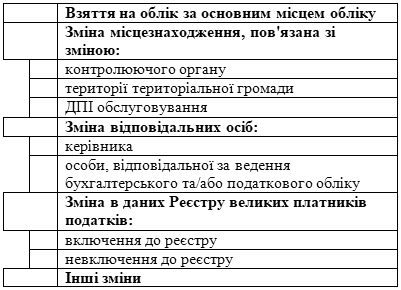 Взяття на облік за основним місцем обліку
Зміна місцезнаходження, пов'язана зі
зміною:
контролюючого органу
території територіальної громади
ДПІ обслуговування
Зміна відповідальних осіб:
керівника
особи, відповідальної за ведення
бухгалтерського та/або податкового обліку
Зміна в даних Реєстру великих платників
податків:
включення до реєстру
невключення до реєстру
Інші зміни